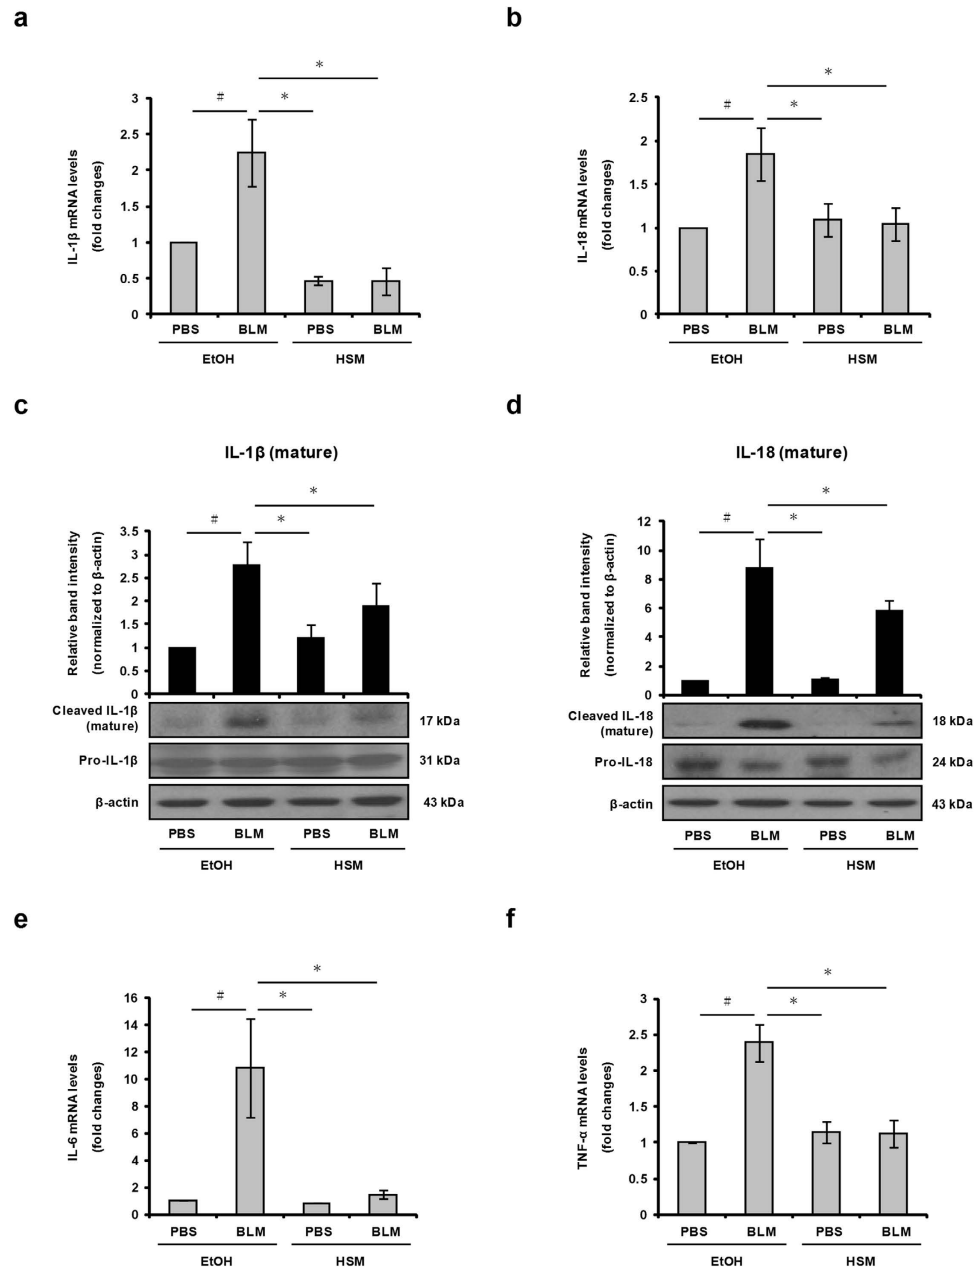 a
*
#
*
IL-1β mRNA levels
(fold changes)
3
2.5
2
1.5
1
0.5
0
PBS BLM PBS BLM
EtOH HSM
b
*
#
*
IL-18 mRNA levels
(fold changes)
2.5
2
1.5
1
0.5
0
PBS BLM PBS BLM
EtOH HSM
c
IL-1β (mature)
*
#
*
Relative band intensity
(normalized to β-actin)
3.5
3
2.5
2
1.5
1
0.5
0
Cleaved IL-1β
(mature)
17 kDa
Pro-IL-1β 31 kDa
β-actin 43 kDa
PBS BLM PBS BLM
EtOH HSM
d
IL-18 (mature)
*
#
*
Relative band intensity
(normalized to β-actin)
12
10
8
6
4
2
0
Cleaved IL-18
(mature)
18 kDa
Pro-IL-18 24 kDa
β-actin 43 kDa
PBS BLM PBS BLM
EtOH HSM
e
*
#
*
IL-6 mRNA levels
(fold changes)
16
14
12
10
8
6
4
2
0
PBS BLM PBS BLM
EtOH HSM
f
*
#
*
TNF-α mRNA levels
(fold changes)
3
2.5
2
1.5
1
0.5
0
PBS BLM PBS BLM
EtOH HSM